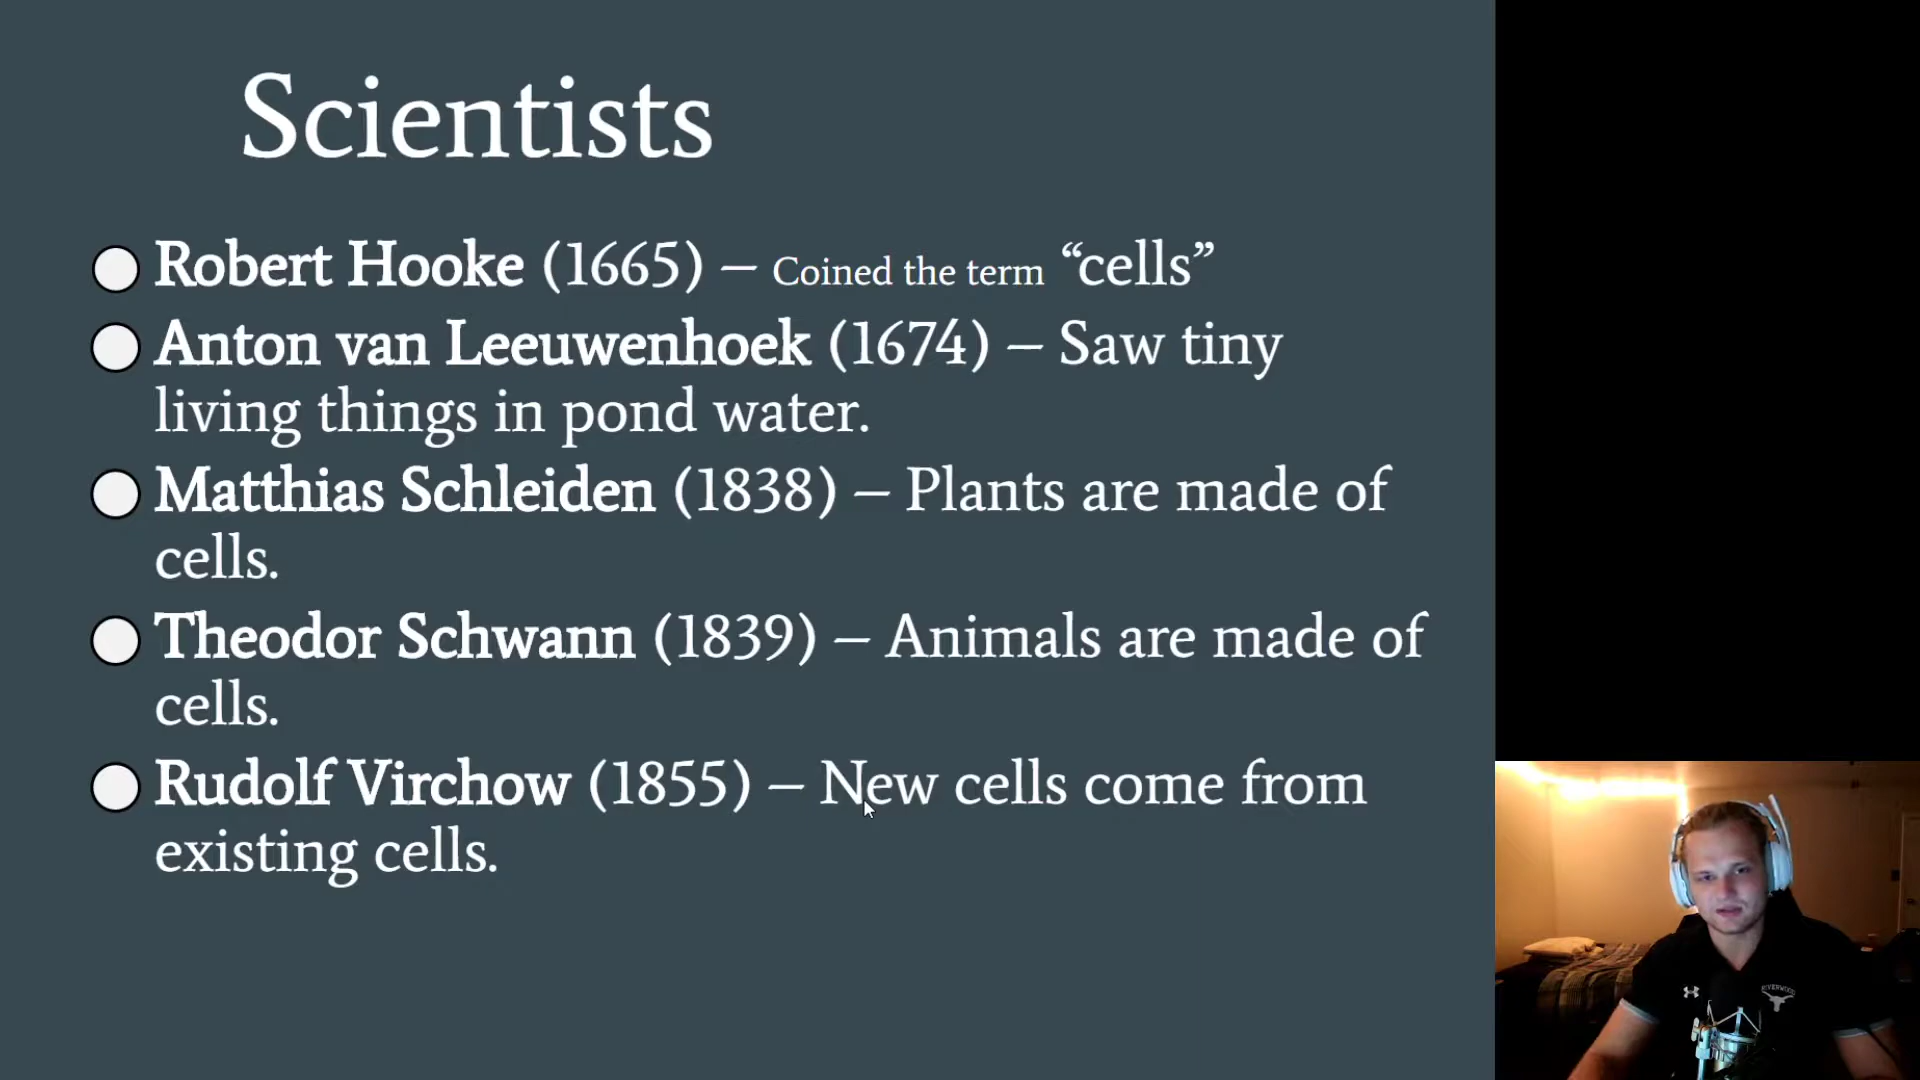 Scientists
Robert Hooke (1665) – Coined the term “cells”
Anton van Leeuwenhoek (1674) – Saw tiny
living things in pond water.
Matthias Schleiden (1838) – Plants are made of
cells.
Theodor Schwann (1839) – Animals are made of
cells.
Rudolf Virchow (1855) – New cells come from
existing cells.
RIVERWOOD